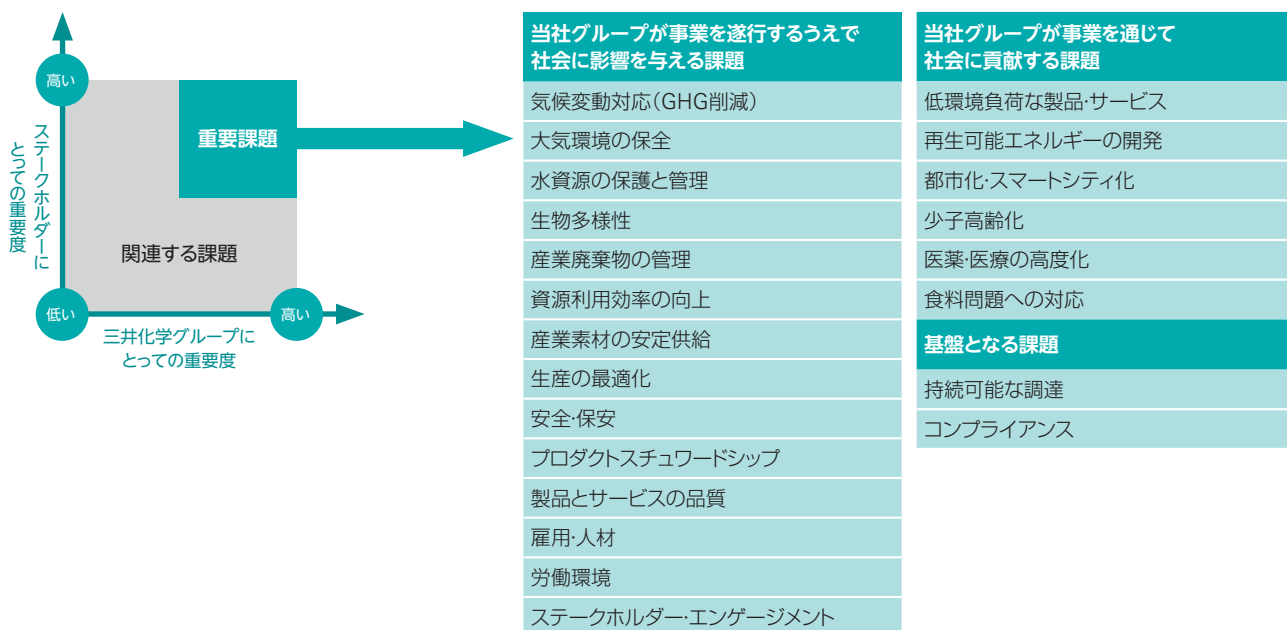 高い
ステークホルダーに
とっての重要度
重要課題
関連する課題
低い
高い
三井化学グループに
とっての重要度
当社グループが事業を遂行するうえで
社会に影響を与える課題
気候変動対応（GHG削減）
大気環境の保全
水資源の保護と管理
生物多様性
産業廃棄物の管理
資源利用効率の向上
産業素材の安定供給
生産の最適化
安全・保安
プロダクトスチュワードシップ
製品とサービスの品質
雇用・人材
労働環境
ステークホルダー・エンゲージメント
当社グループが事業を通じて
社会に貢献する課題
低環境負荷な製品・サービス
再生可能エネルギーの開発
都市化・スマートシティ化
少子高齢化
医薬・医療の高度化
食料問題への対応
基盤となる課題
持続可能な調達
コンプライアンス